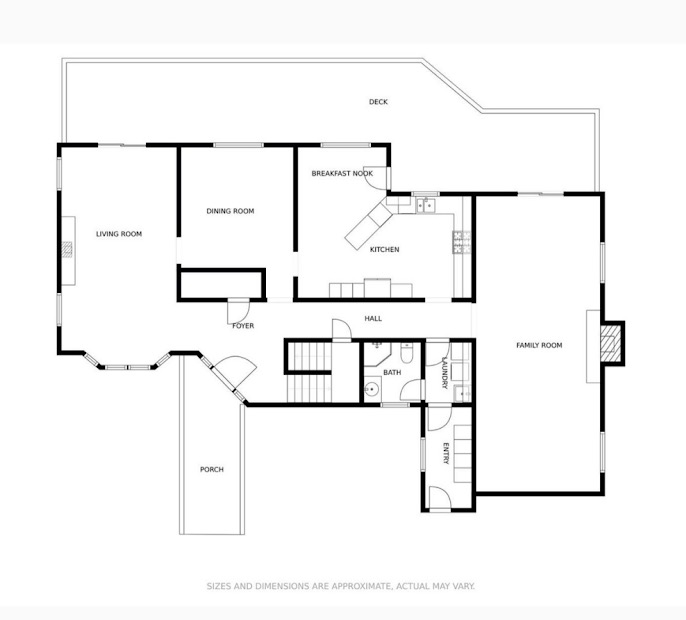 DECK
BREAKFAST NOOK
DINING ROOM
LIVING ROOM
KITCHEN
HALL
FOYER
FAMILY ROOM
BATH
LAUNDRY
ENTRY
PORCH
SIZES AND DIMENSIONS ARE APPROXIMATE, ACTUAL MAY VARY.